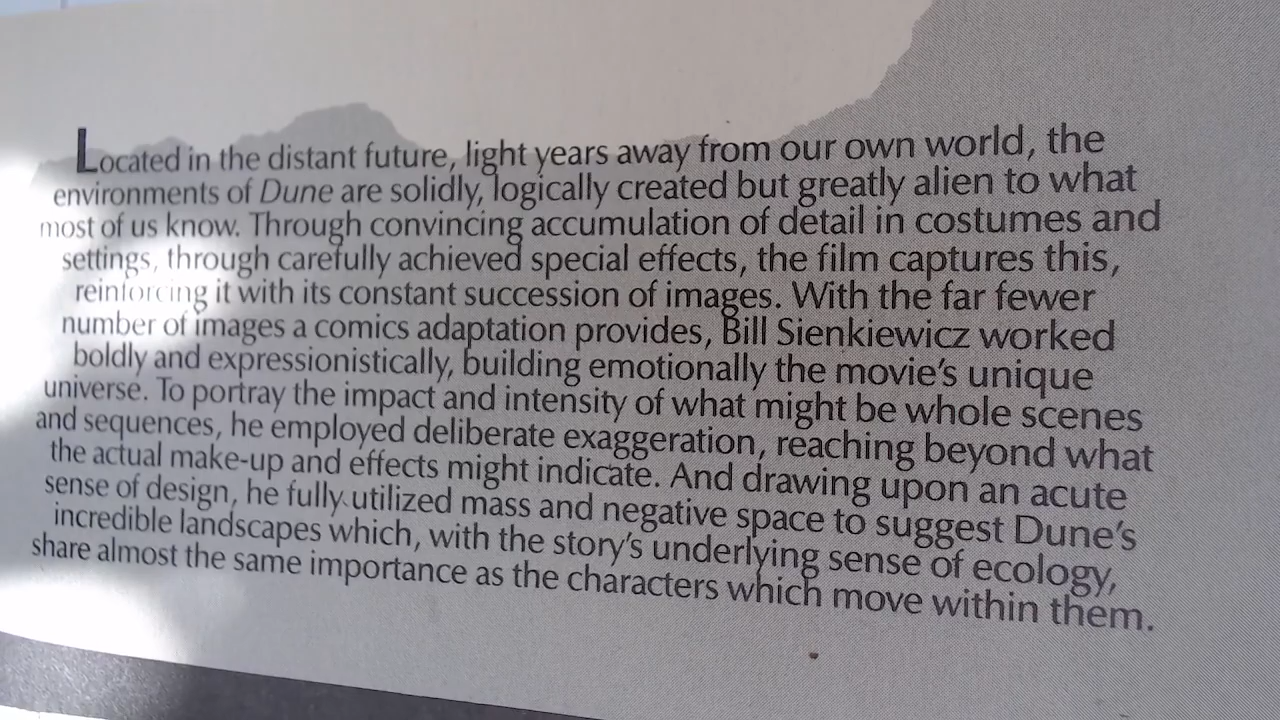 Located in the distant future, light years away from our own world, the
environments of Dune are solidly, logically created but greatly alien to what
most of us know. Through convincing accumulation of detail in costumes and
settings, through carefully achieved special effects, the film captures this,
reinforcing it with its constant succession of images. With the far fewer
number of images a comics adaptation provides, Bill Sienkiewicz worked
boldly and expressionistically, building emotionally the movie's unique
universe. To portray the impact and intensity of what might be whole scenes
and sequences, he employed deliberate exaggeration, reaching beyond what
the actual make-up and effects might indicate. And drawing upon an acute
sense of design, he fully utilized mass and negative space to suggest Dune's
incredible landscapes which, with the story's underlying sense of ecology,
share almost the same importance as the characters which move within them.